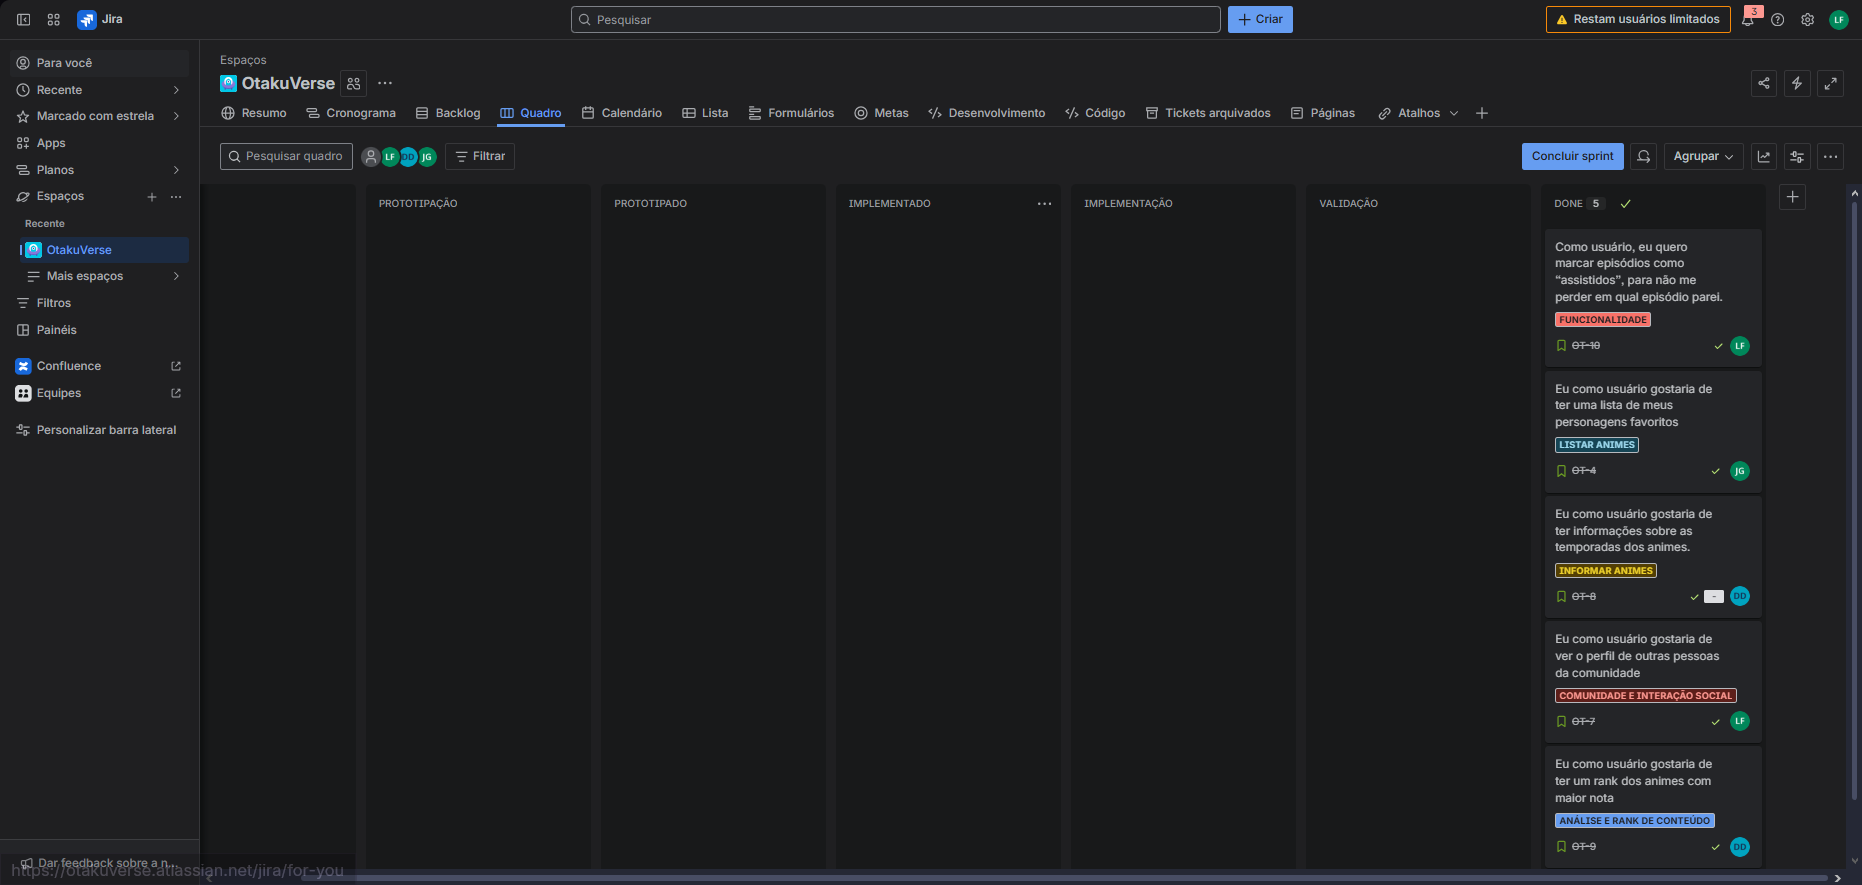 Jira
Pesquisar
Criar
Restam usuários limitados
3
LF
Para você
Recente
Marcado com estrela
Apps
Planos
Espaços
Recente
OtakuVerse
Mais espaços
Filtros
Painéis
Confluence
Equipes
Personalizar barra lateral
Dar feedback sobre a n...
https://otakuverse.atlassian.net/jira/for-you
Espaços
OtakuVerse
Resumo
Cronograma
Backlog
Quadro
Calendário
Lista
Formulários
Metas
Desenvolvimento
Código
Tickets arquivados
Páginas
Atalhos
Pesquisar quadro
LF
DD
JG
Filtrar
Concluir sprint
Agrupar
PROTOTIPAÇÃO
PROTOTIPADO
IMPLEMENTADO
IMPLEMENTAÇÃO
VALIDAÇÃO
DONE 5
Como usuário, eu quero
marcar episódios como
“assistidos”, para não me
perder em qual episódio parei.
FUNCIONALIDADE
OT-10
LF
Eu como usuário gostaria de
ter uma lista de meus
personagens favoritos
LISTAR ANIMES
OT-4
JG
Eu como usuário gostaria de
ter informações sobre as
temporadas dos animes.
INFORMAR ANIMES
OT-8
-
DD
Eu como usuário gostaria de
ver o perfil de outras pessoas
da comunidade
COMUNIDADE E INTERAÇÃO SOCIAL
OT-7
LF
Eu como usuário gostaria de
ter um rank dos animes com
maior nota
ANÁLISE E RANK DE CONTEÚDO
OT-9
DD